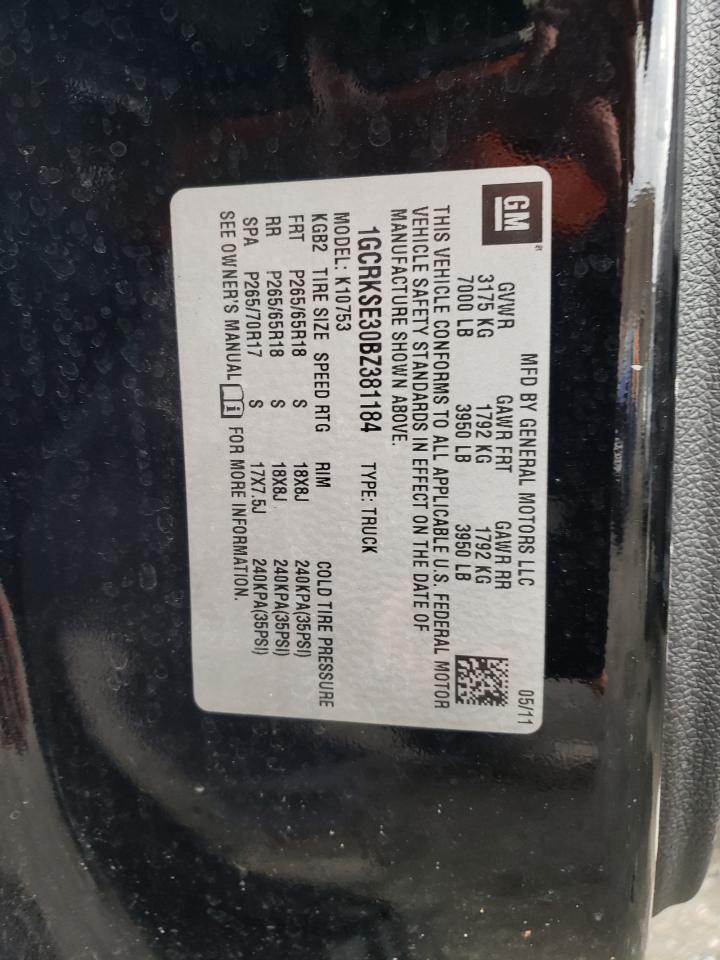 GM
MFD BY GENERAL MOTORS LLC 05/11
GVWR GAWR FRT GAWR RR
3175 KG 1792 KG 1792 KG
7000 LB 3950 LB 3950 LB
THIS VEHICLE CONFORMS TO ALL APPLICABLE U.S. FEDERAL MOTOR
VEHICLE SAFETY STANDARDS IN EFFECT ON THE DATE OF
MANUFACTURE SHOWN ABOVE.
1GCRKSE30BZ381184 TYPE: TRUCK
MODEL: K10753
KGB2 TIRE SIZE SPEED RTG RIM COLD TIRE PRESSURE
FRT P265/65R18 S 18X8J 240KPA(35PSI)
RR P265/65R18 S 18X8J 240KPA(35PSI)
SPA P265/70R17 S 17X7.5J 240KPA(35PSI)
SEE OWNER'S MANUAL FOR MORE INFORMATION.